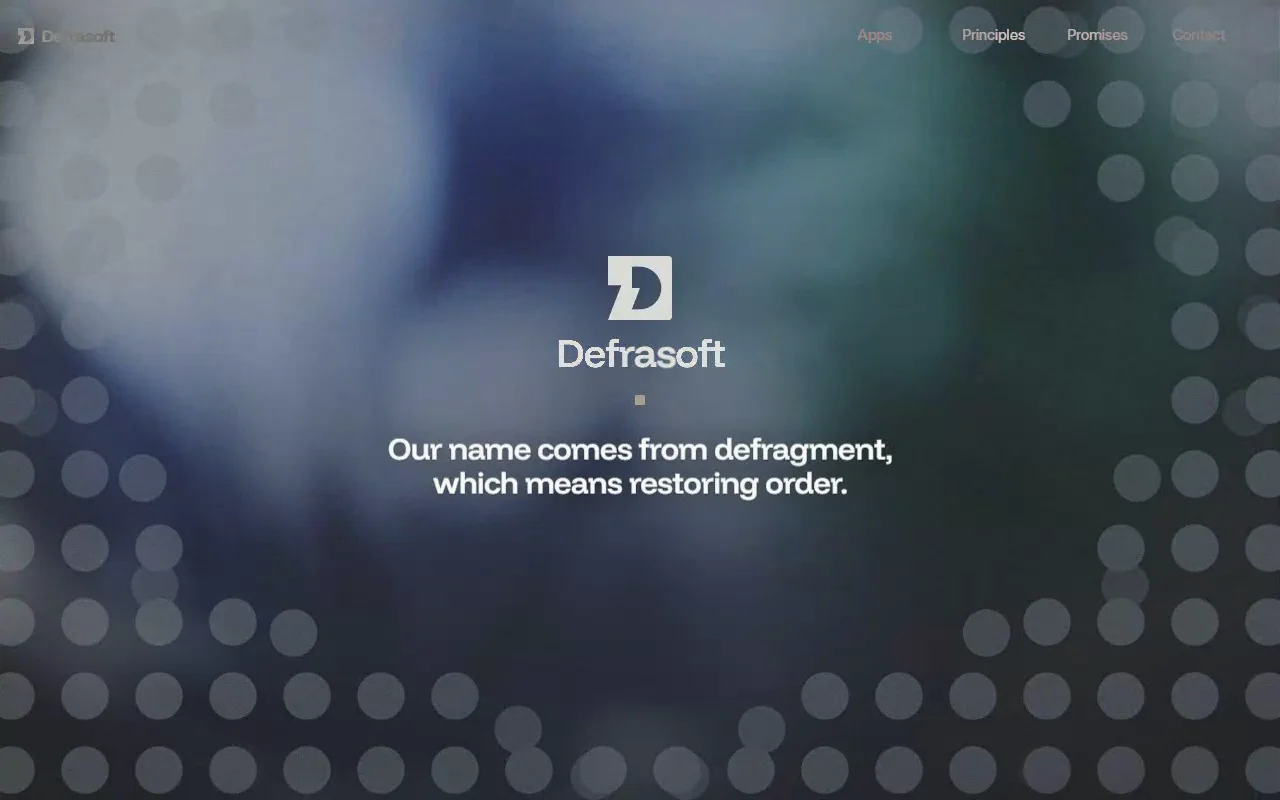 Defrasoft
Apps
Principles
Promises
Contact
Defrasoft
Our name comes from defragment,
which means restoring order.